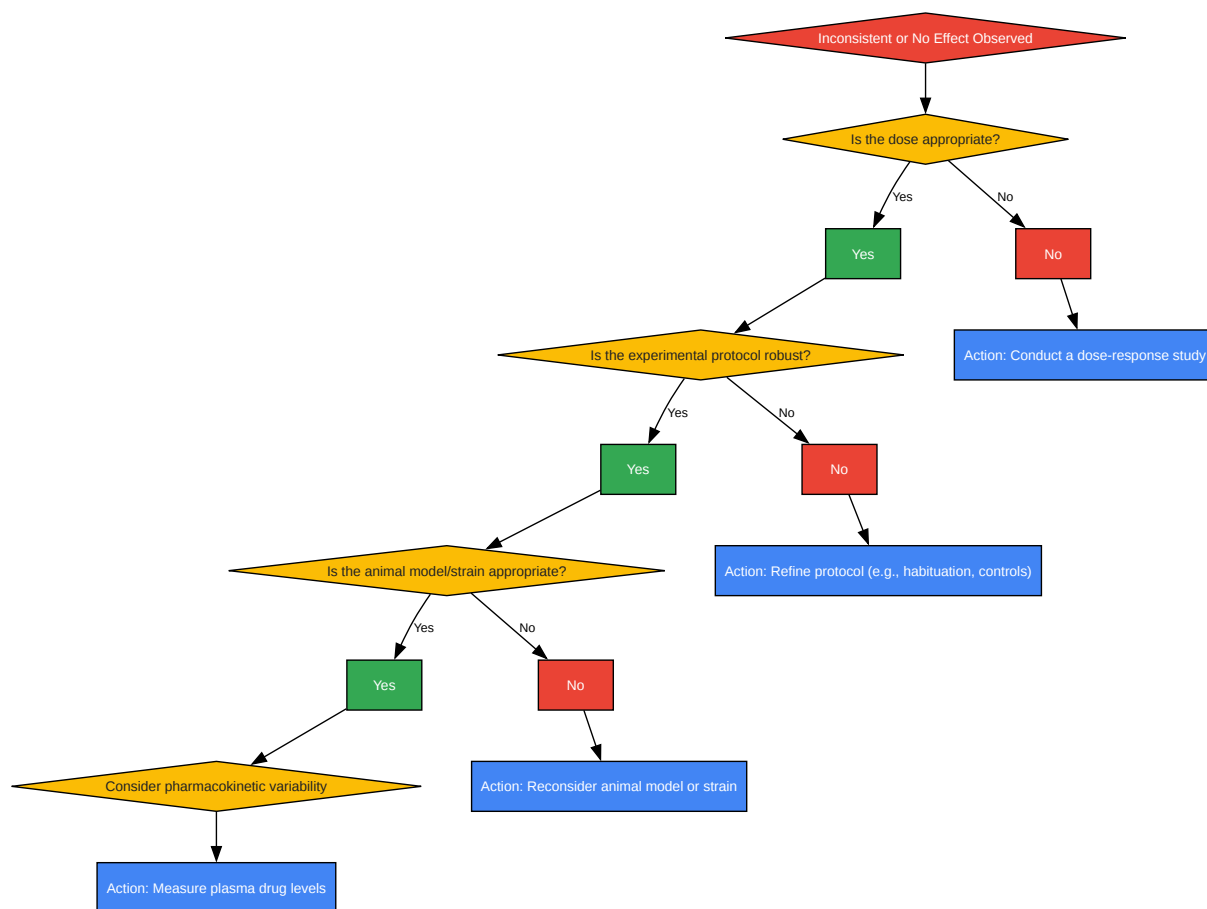 Inconsistent or No Effect Observed
Is the dose appropriate?
Yes
No
Yes
No
Is the experimental protocol robust?
Action: Conduct a dose-response study
Yes
No
Yes
No
Is the animal model/strain appropriate?
Action: Refine protocol (e.g., habituation, controls)
Yes
No
Yes
No
Consider pharmacokinetic variability
Action: Reconsider animal model or strain
Action: Measure plasma drug levels